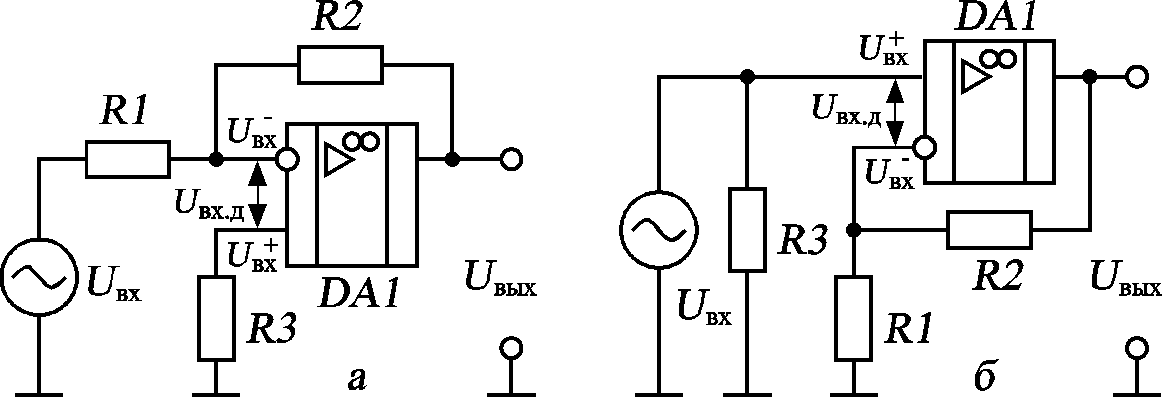 R2
R1
U⁻вх
▷∞
Uвх.д
U⁺вх
Uвх
DA1
Uвых
R3
а
DA1
U⁺вх
▷∞
Uвх.д
U⁻вх
R3
R2
Uвх
R1
Uвых
б